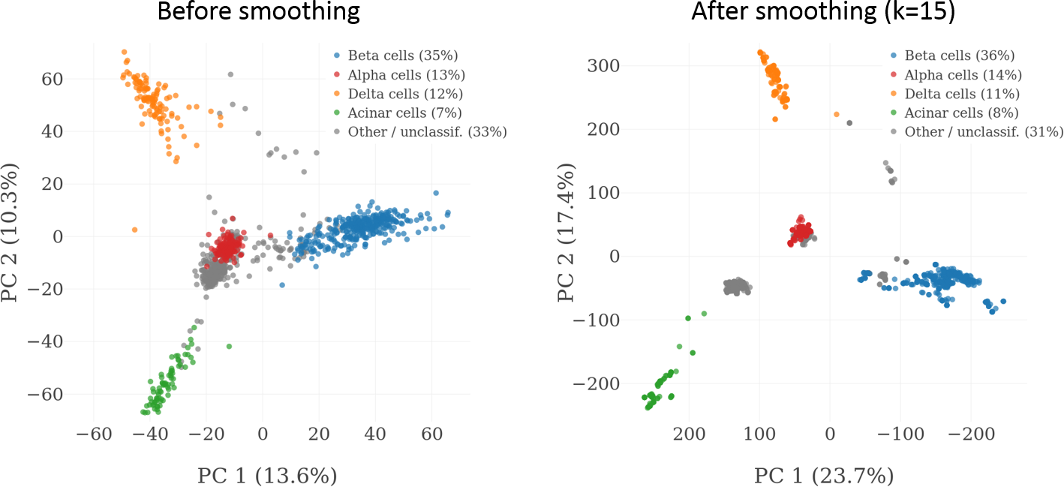 Before smoothing
Beta cells (35%)
Alpha cells (13%)
Delta cells (12%)
Acinar cells (7%)
Other / unclassif. (33%)
60
40
20
0
−20
−40
−60
PC 2 (10.3%)
−60 −40 −20 0 20 40 60
PC 1 (13.6%)
After smoothing (k=15)
Beta cells (36%)
Alpha cells (14%)
Delta cells (11%)
Acinar cells (8%)
Other / unclassif. (31%)
300
200
100
0
−100
−200
PC 2 (17.4%)
200 100 0 −100 −200
PC 1 (23.7%)